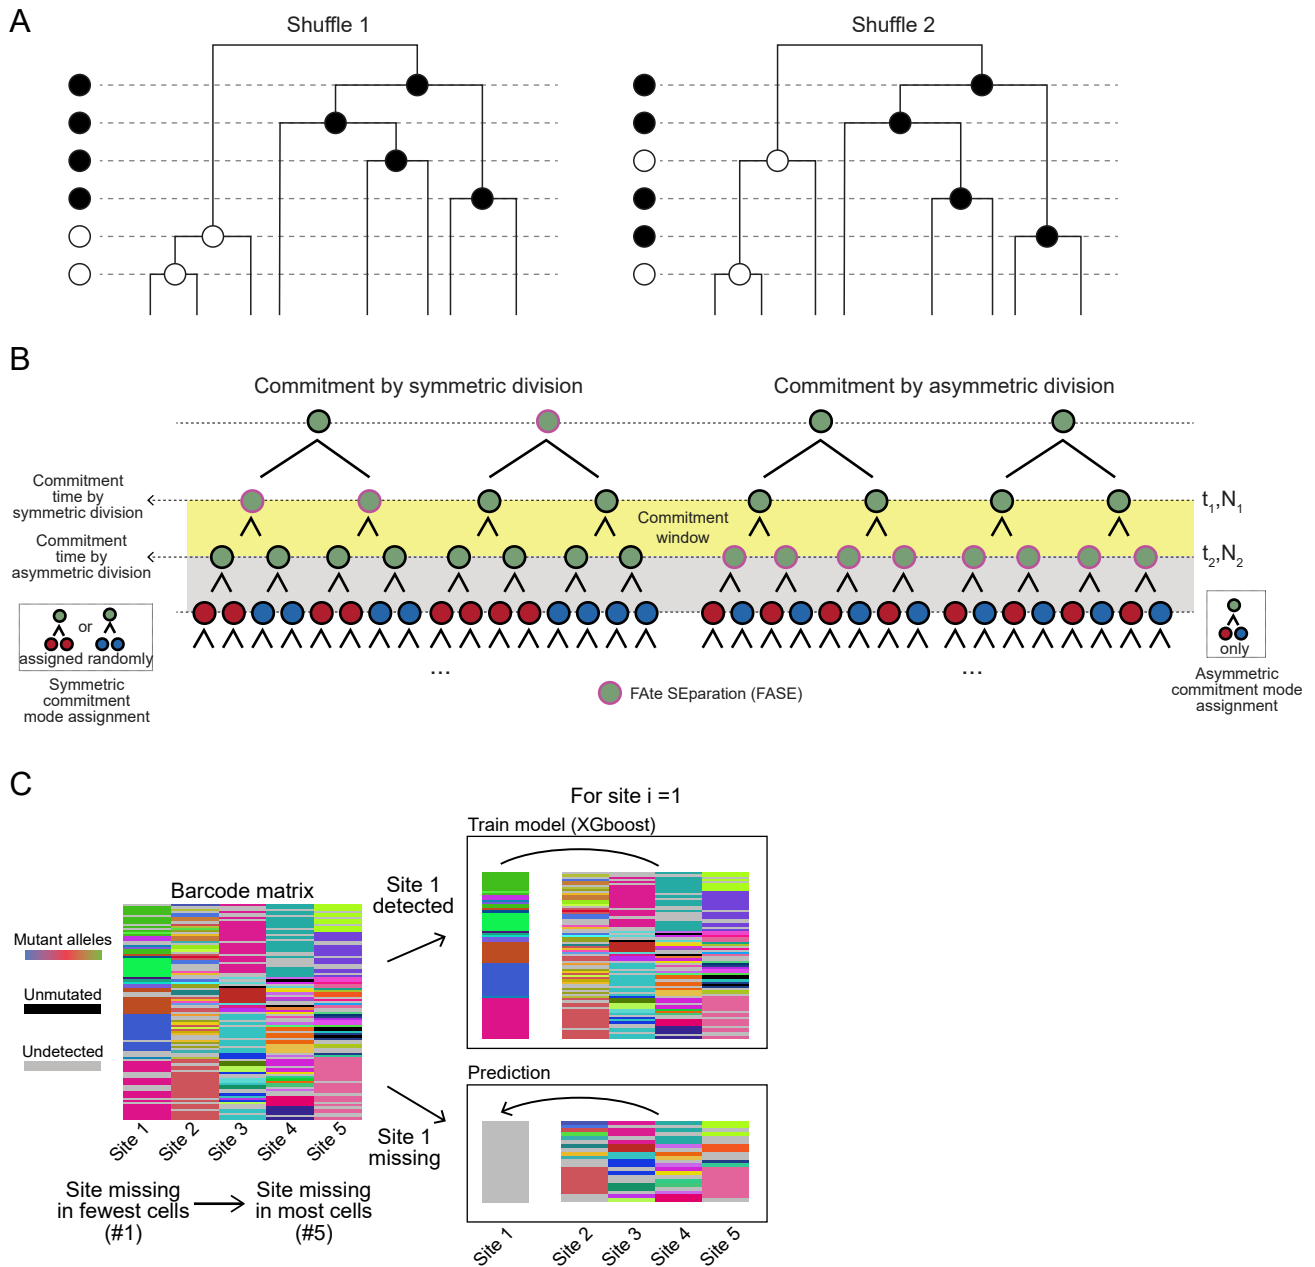 A
Shuffle 1
Shuffle 2
B
Commitment by symmetric division
Commitment by asymmetric division
Commitment
time by
symmetric division
t1,N1
Commitment
window
Commitment
time by
asymmetric division
t2,N2
or
assigned randomly
Symmetric
commitment
mode assignment
only
Asymmetric
commitment mode
assignment
...
...
FAte SEparation (FASE)
C
For site i =1
Train model (XGboost)
Barcode matrix
Site 1
detected
Mutant alleles
Unmutated
Undetected
Site 1
Site 2
Site 3
Site 4
Site 5
Site 1
missing
Prediction
Site missing
in fewest cells
(#1)
Site missing
in most cells
(#5)
Site 1
Site 2
Site 3
Site 4
Site 5